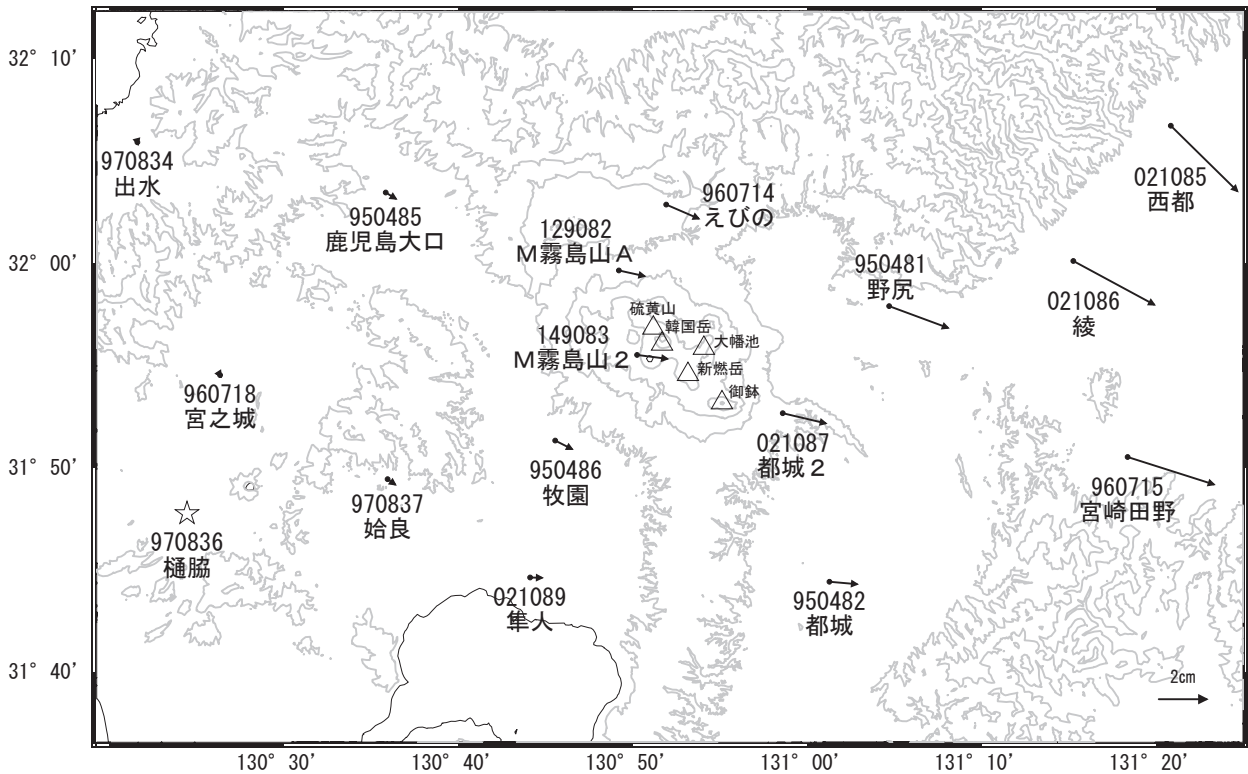 32° 10'
32° 00'
31° 50'
31° 40'
970834
出水
950485
鹿児島大口
960714
えびの
021085
西都
129082
M霧島山A
950481
野尻
021086
綾
硫黄山
韓国岳
大幡池
149083
M霧島山2
新燃岳
御鉢
960718
宮之城
950486
牧園
021087
都城2
960715
宮崎田野
970837
姶良
970836
樋脇
021089
隼人
950482
都城
2cm
130° 30'
130° 40'
130° 50'
131° 00'
131° 10'
131° 20'